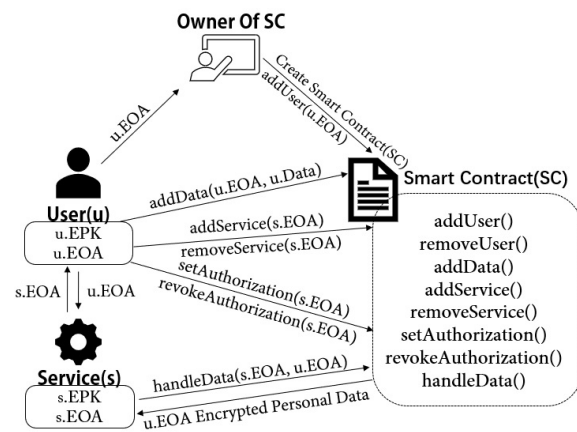 Owner Of SC
Create Smart Contract(SC)
addUser(u.EOA)
u.EOA
User(u)
u.EPK
u.EOA
addData(u.EOA, u.Data)
addService(s.EOA)
removeService(s.EOA)
setAuthorization(s.EOA)
revokeAuthorization(s.EOA)
Smart Contract(SC)
addUser()
removeUser()
addData()
addService()
removeService()
setAuthorization()
revokeAuthorization()
handleData()
s.EOA
u.EOA
Service(s)
s.EPK
s.EOA
handleData(s.EOA, u.EOA)
u.EOA Encrypted Personal Data